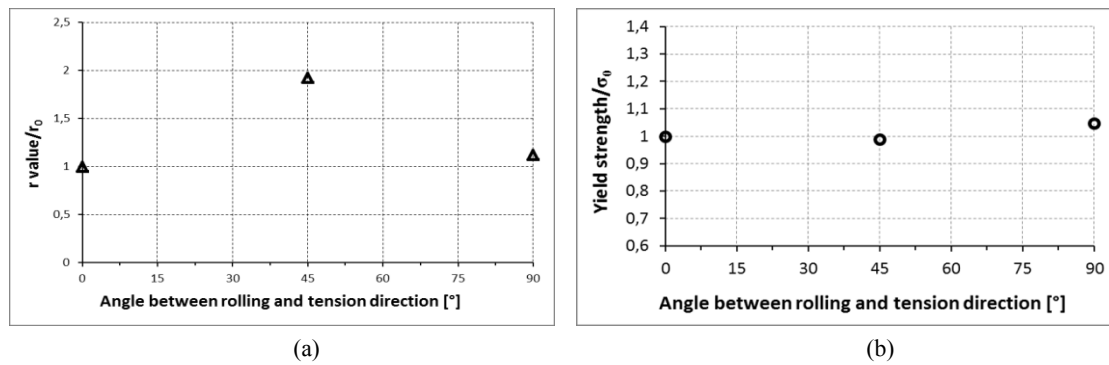 2,5
2
1,5
1
0,5
0
r value/r0
0 15 30 45 60 75 90
Angle between rolling and tension direction [°]
(a)
1,4
1,3
1,2
1,1
1
0,9
0,8
0,7
0,6
Yield strength/σ0
0 15 30 45 60 75 90
Angle between rolling and tension direction [°]
(b)